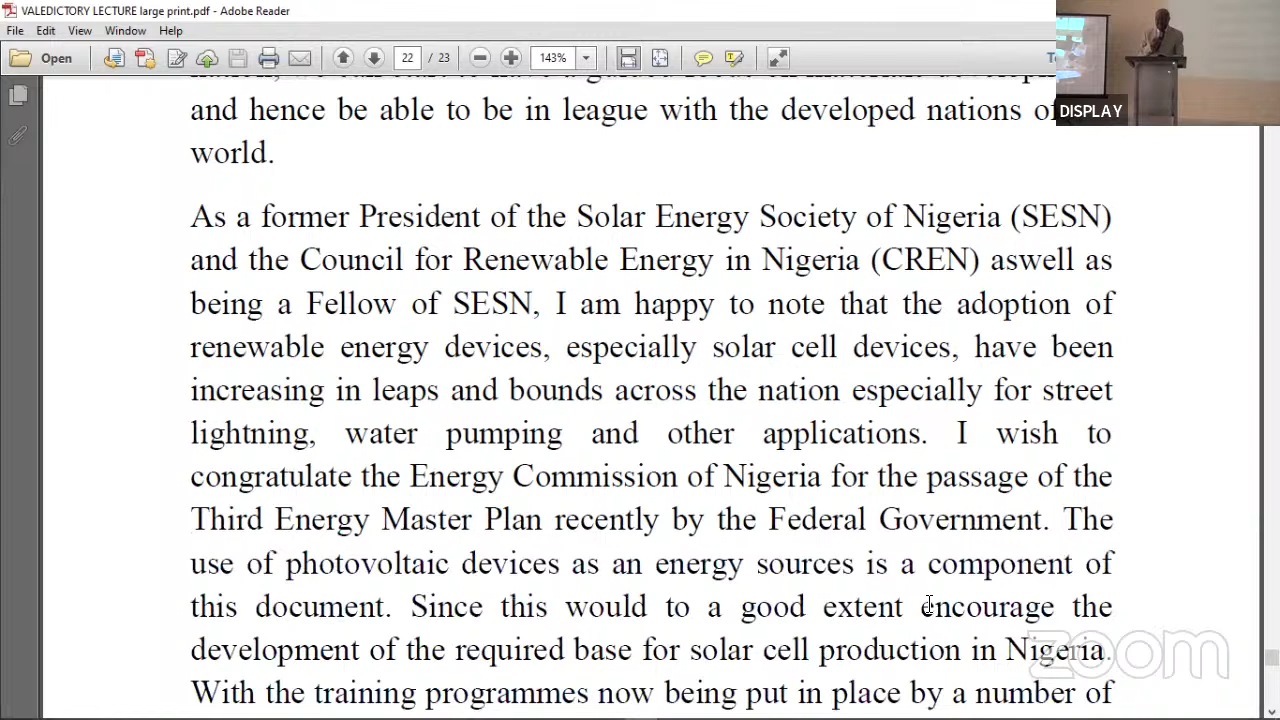 VALEDICTORY LECTURE large print.pdf - Adobe Reader
File Edit View Window Help
Open 22 / 23 143%
DISPLAY
and hence be able to be in league with the developed nations
world.
As a former President of the Solar Energy Society of Nigeria (SESN)
and the Council for Renewable Energy in Nigeria (CREN) aswell as
being a Fellow of SESN, I am happy to note that the adoption of
renewable energy devices, especially solar cell devices, have been
increasing in leaps and bounds across the nation especially for street
lightning, water pumping and other applications. I wish to
congratulate the Energy Commission of Nigeria for the passage of the
Third Energy Master Plan recently by the Federal Government. The
use of photovoltaic devices as an energy sources is a component of
this document. Since this would to a good extent encourage the
development of the required base for solar cell production in Nigeria.
With the training programmes now being put in place by a number of
zoom